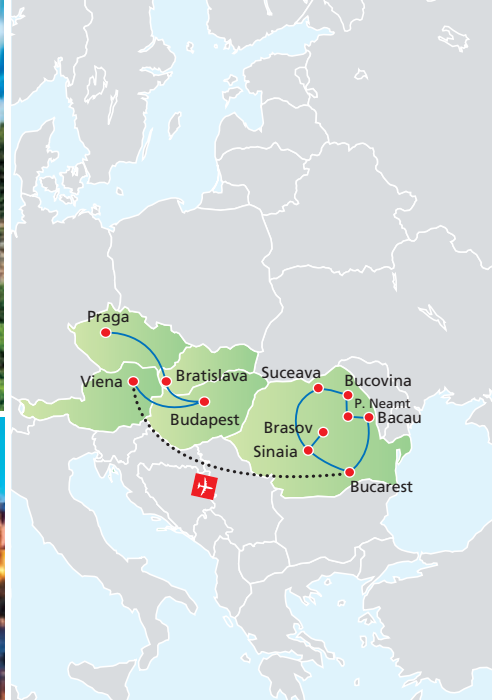 Praga
Viena
Bratislava
Budapest
Suceava
Bucovina
P. Neamt
Bacau
Brasov
Sinaia
Bucarest